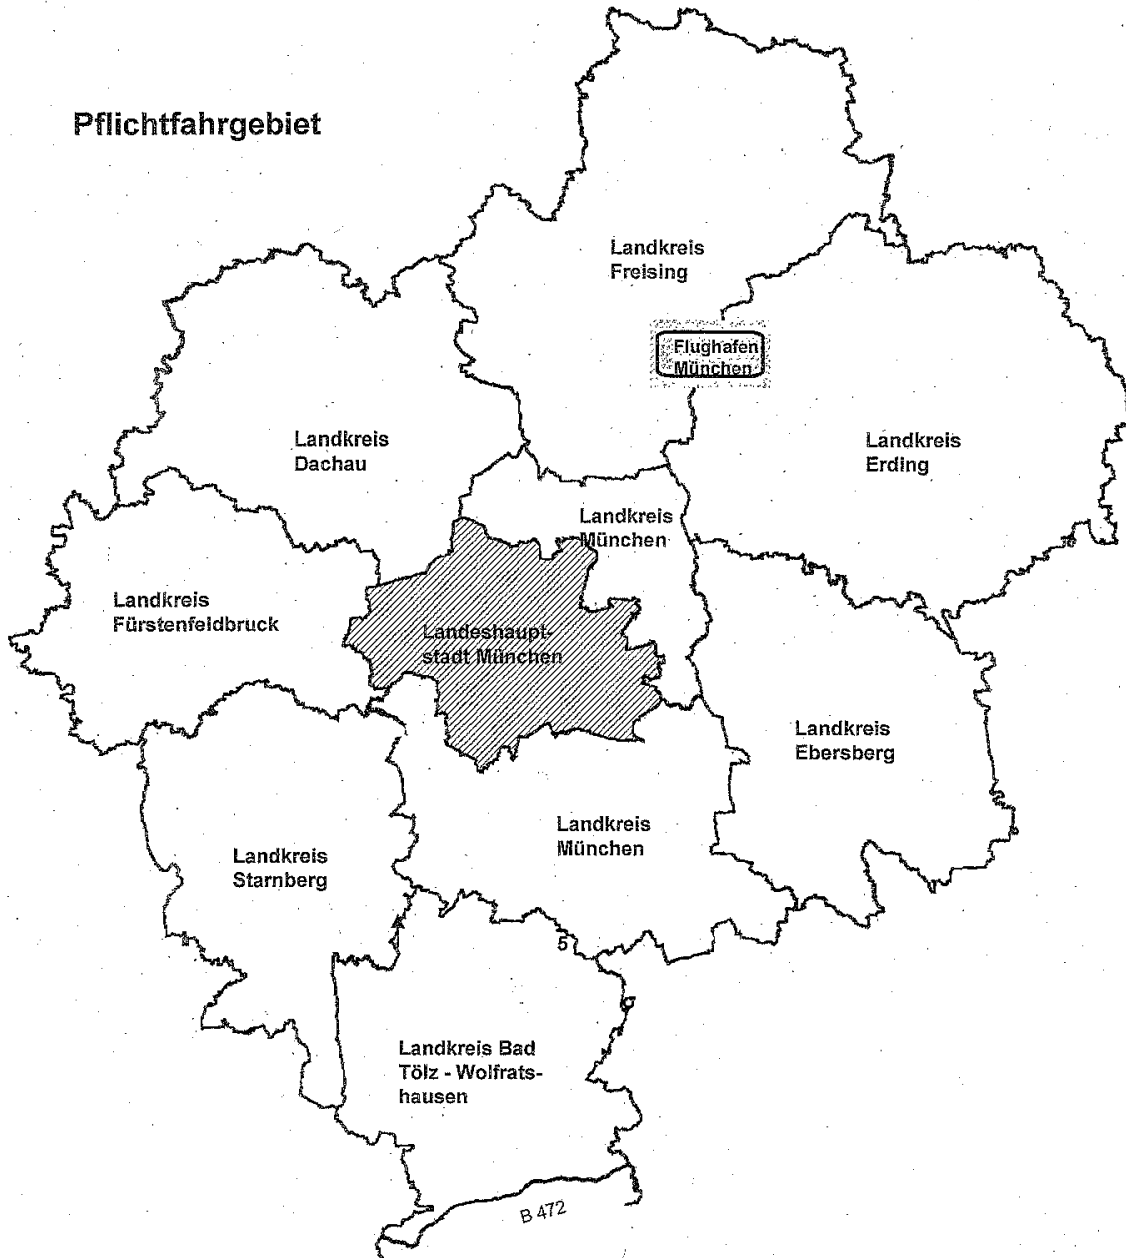 Pflichtfahrgebiet
Landkreis
Freising
Flughafen
München
Landkreis
Dachau
Landkreis
Erding
Landkreis
München
Landkreis
Fürstenfeldbruck
Landeshaupt-
stadt München
Landkreis
Ebersberg
Landkreis
München
Landkreis
Starnberg
5
Landkreis Bad
Tölz - Wolfrats-
hausen
B 472